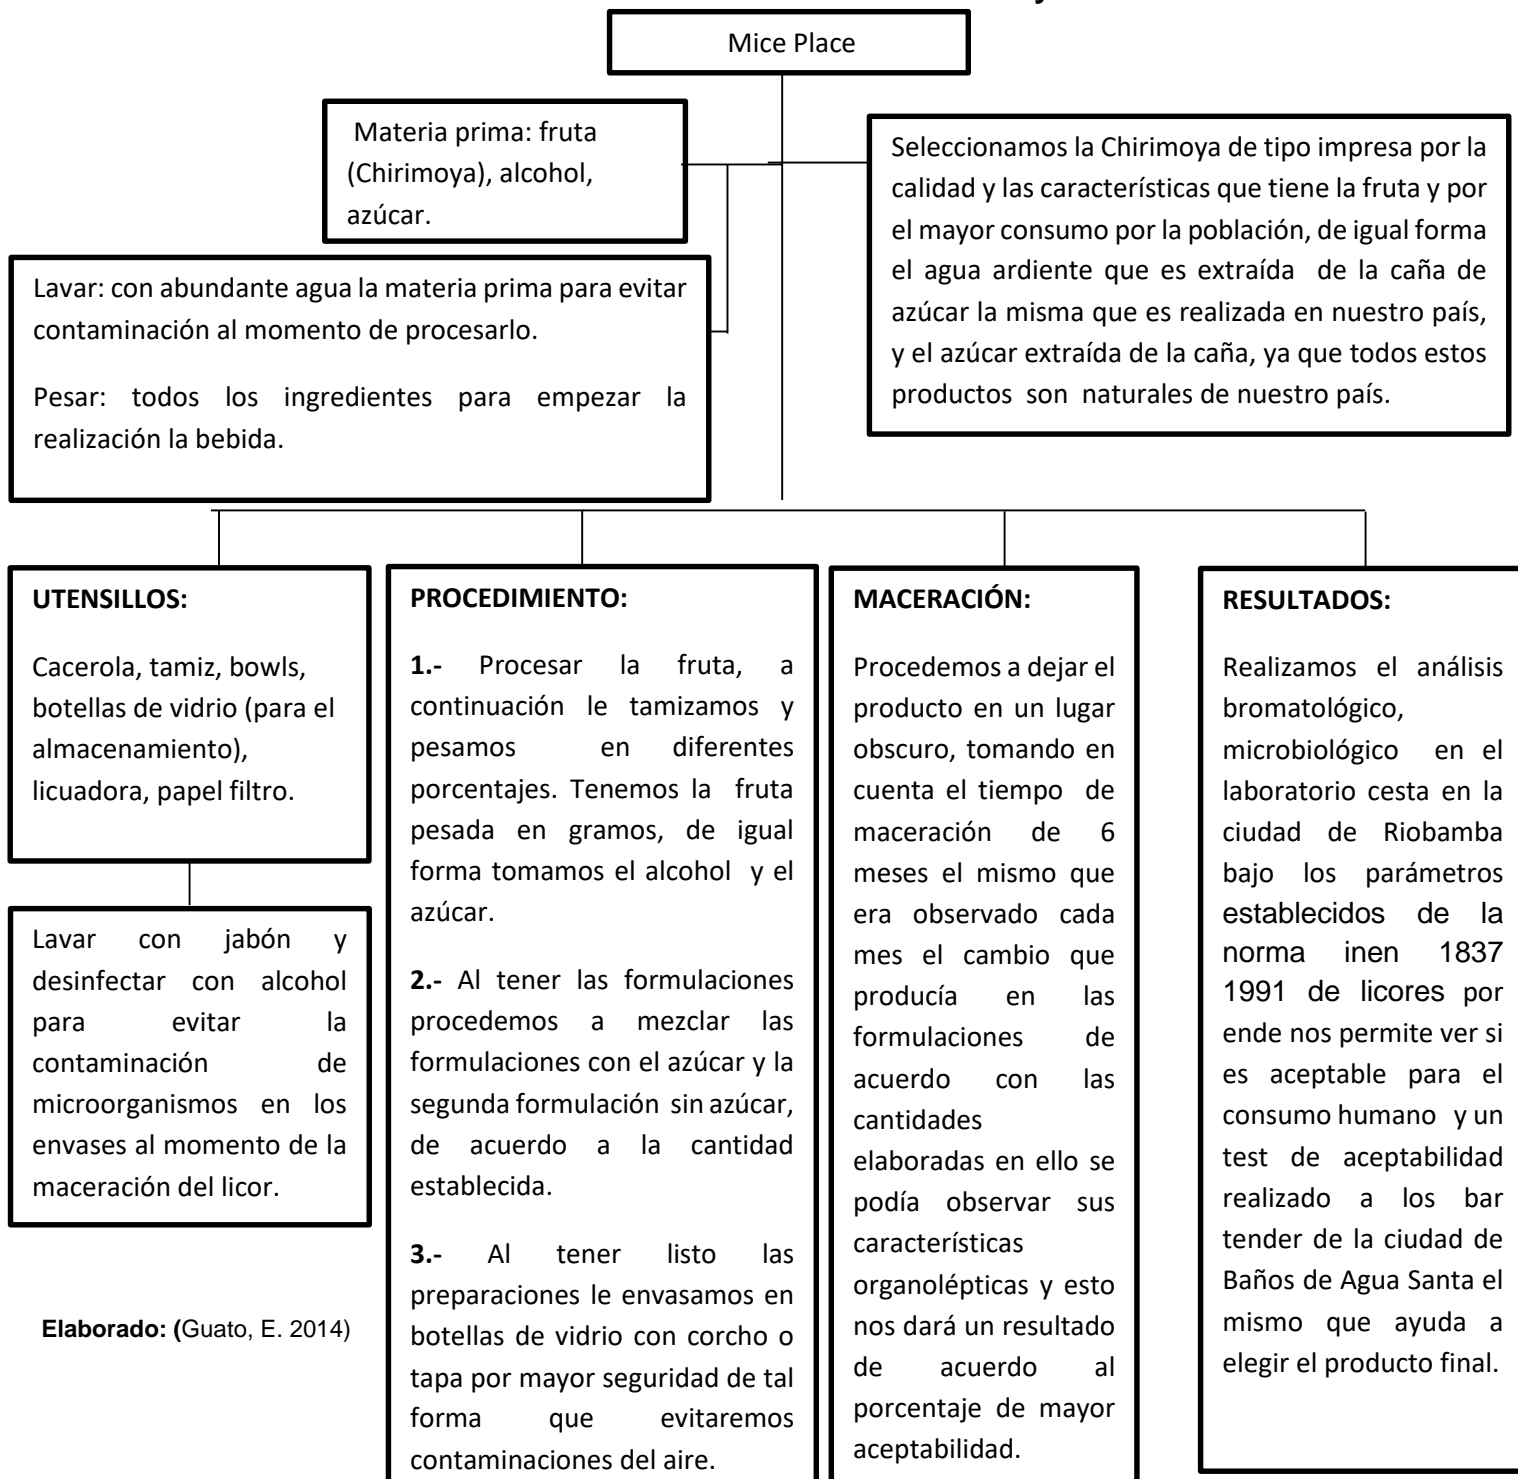 Mice Place
Materia prima: fruta
(Chirimoya), alcohol,
azúcar.
Seleccionamos la Chirimoya de tipo impresa por la
calidad y las características que tiene la fruta y por
el mayor consumo por la población, de igual forma
el agua ardiente que es extraída de la caña de
azúcar la misma que es realizada en nuestro país,
y el azúcar extraída de la caña, ya que todos estos
productos son naturales de nuestro país.
Lavar: con abundante agua la materia prima para evitar
contaminación al momento de procesarlo.
Pesar: todos los ingredientes para empezar la
realización la bebida.
UTENSILLOS:
Cacerola, tamiz, bowls,
botellas de vidrio (para el
almacenamiento),
licuadora, papel filtro.
Lavar con jabón y
desinfectar con alcohol
para evitar la
contaminación de
microorganismos en los
envases al momento de la
maceración del licor.
Elaborado: (Guato, E. 2014)
PROCEDIMIENTO:
1.- Procesar la fruta, a
continuación le tamizamos y
pesamos en diferentes
porcentajes. Tenemos la fruta
pesada en gramos, de igual
forma tomamos el alcohol y el
azúcar.
2.- Al tener las formulaciones
procedemos a mezclar las
formulaciones con el azúcar y la
segunda formulación sin azúcar,
de acuerdo a la cantidad
establecida.
3.- Al tener listo las
preparaciones le envasamos en
botellas de vidrio con corcho o
tapa por mayor seguridad de tal
forma que evitaremos
contaminaciones del aire.
MACERACIÓN:
Procedemos a dejar el
producto en un lugar
obscuro, tomando en
cuenta el tiempo de
maceración de 6
meses el mismo que
era observado cada
mes el cambio que
producía en las
formulaciones de
acuerdo con las
cantidades
elaboradas en ello se
podía observar sus
características
organolépticas y esto
nos dará un resultado
de acuerdo al
porcentaje de mayor
aceptabilidad.
RESULTADOS:
Realizamos el análisis
bromatológico,
microbiológico en el
laboratorio cesta en la
ciudad de Riobamba
bajo los parámetros
establecidos de la
norma inen 1837
1991 de licores por
ende nos permite ver si
es aceptable para el
consumo humano y un
test de aceptabilidad
realizado a los bar
tender de la ciudad de
Baños de Agua Santa el
mismo que ayuda a
elegir el producto final.